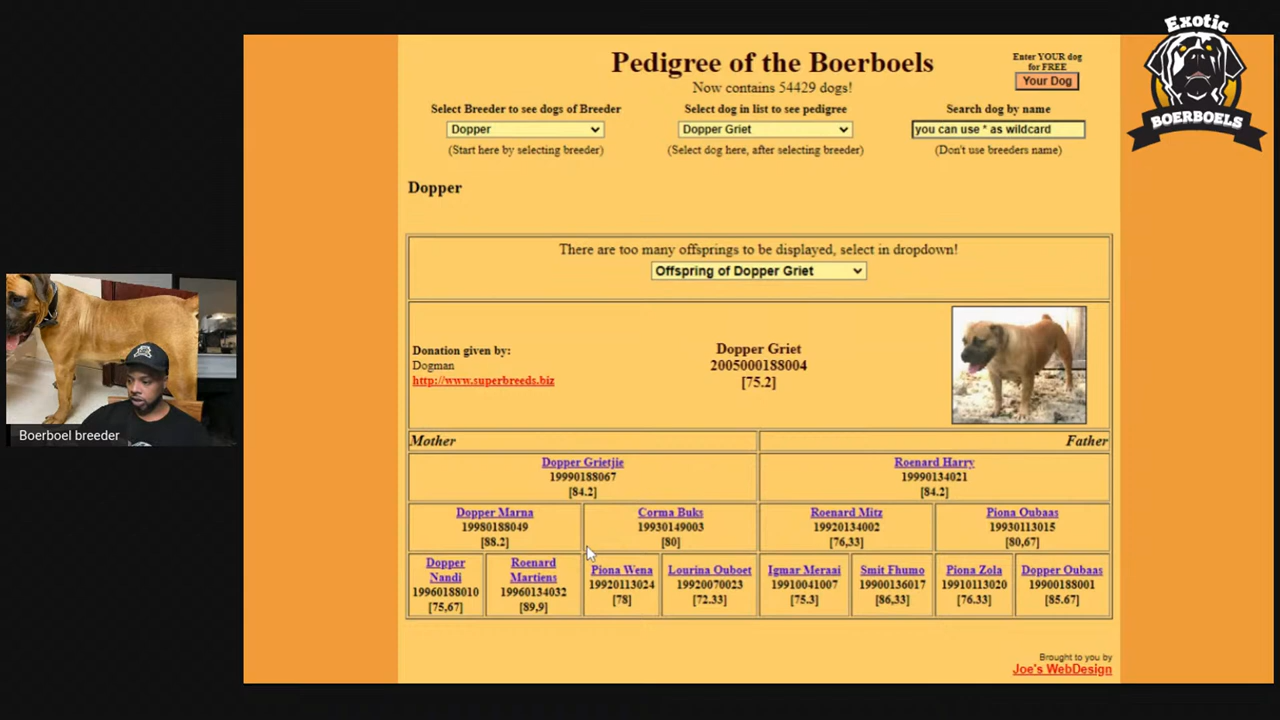 Exotic
BOERBOELS
Pedigree of the Boerboels
Now contains 54429 dogs!
Enter YOUR dog
for FREE
Your Dog
Select Breeder to see dogs of Breeder
Select dog in list to see pedigree
Search dog by name
Dopper
Dopper Griet
you can use * as wildcard
(Start here by selecting breeder)
(Select dog here, after selecting breeder)
(Don't use breeders name)
Dopper
There are too many offsprings to be displayed, select in dropdown!
Offspring of Dopper Griet
Donation given by:
Dogman
http://www.superbreeds.biz
Dopper Griet
2005000188004
[75.2]
Mother
Father
Dopper Grietjie
19990188067
[84.2]
Roenard Harry
19990134021
[84.2]
Dopper Marna
19980188049
[88.2]
Corma Buks
19930149003
[80]
Roenard Mitz
19920134002
[76,33]
Piona Oubaas
19930113015
[80,67]
Dopper
Nandi
19960188010
[75,67]
Roenard
Martiens
19960134032
[89,9]
Piona Wena
19920113024
[78]
Lourina Ouboet
19920070023
[72.33]
Igmar Meraai
19910041007
[75.3]
Smit Fhumo
19900136017
[86,33]
Piona Zola
19910113020
[76.33]
Dopper Oubaas
19900188001
[85.67]
Brought to you by
Joe's WebDesign
Boerboel breeder